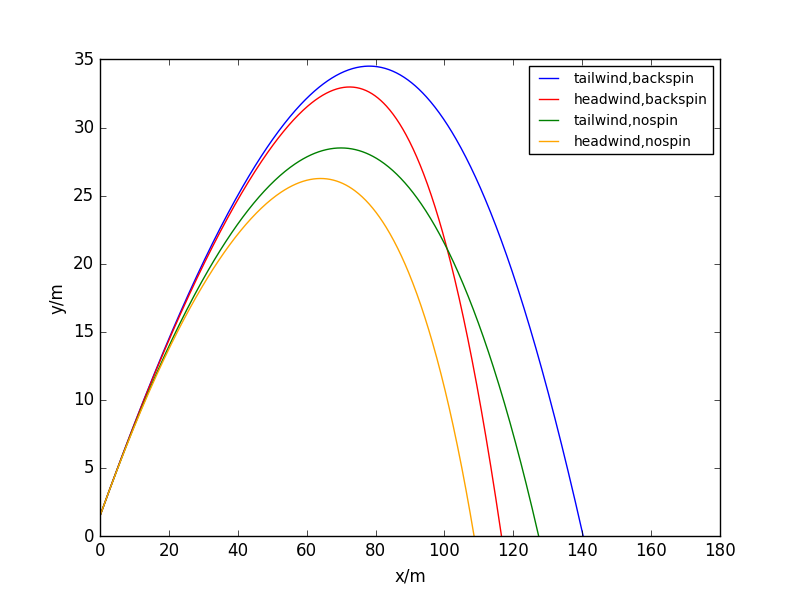 35
30
25
20
15
10
5
0
y/m
0 20 40 60 80 100 120 140 160 180
x/m
tailwind,backspin
headwind,backspin
tailwind,nospin
headwind,nospin